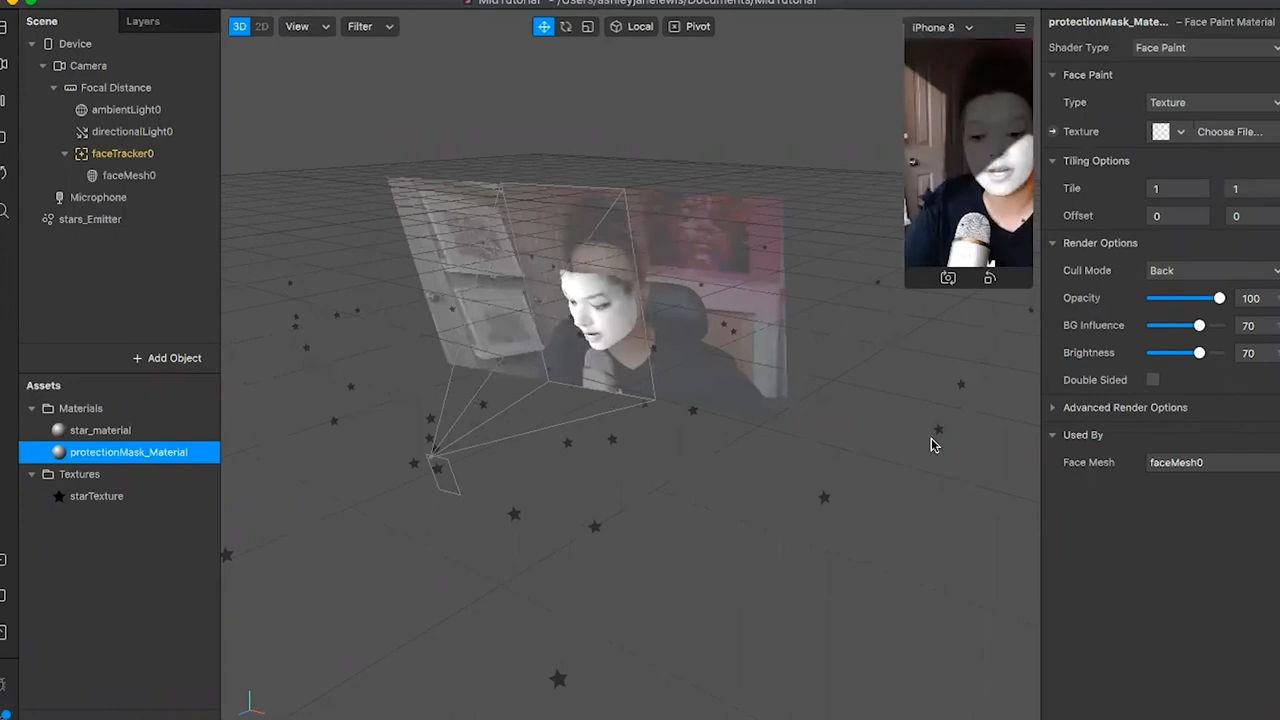 MidTutorial - /Users/ashleyjanelewis/Documents/MidTutorial
Scene
Layers
Device
Camera
Focal Distance
ambientLight0
directionalLight0
faceTracker0
faceMesh0
Microphone
stars_Emitter
+ Add Object
Assets
Materials
star_material
protectionMask_Material
Textures
starTexture
3D 2D View Filter
Local Pivot
iPhone 8
protectionMask_Mate... – Face Paint Material
Shader Type Face Paint
Face Paint
Type Texture
Texture Choose File...
Tiling Options
Tile 1 1
Offset 0 0
Render Options
Cull Mode Back
Opacity 100
BG Influence 70
Brightness 70
Double Sided
Advanced Render Options
Used By
Face Mesh faceMesh0